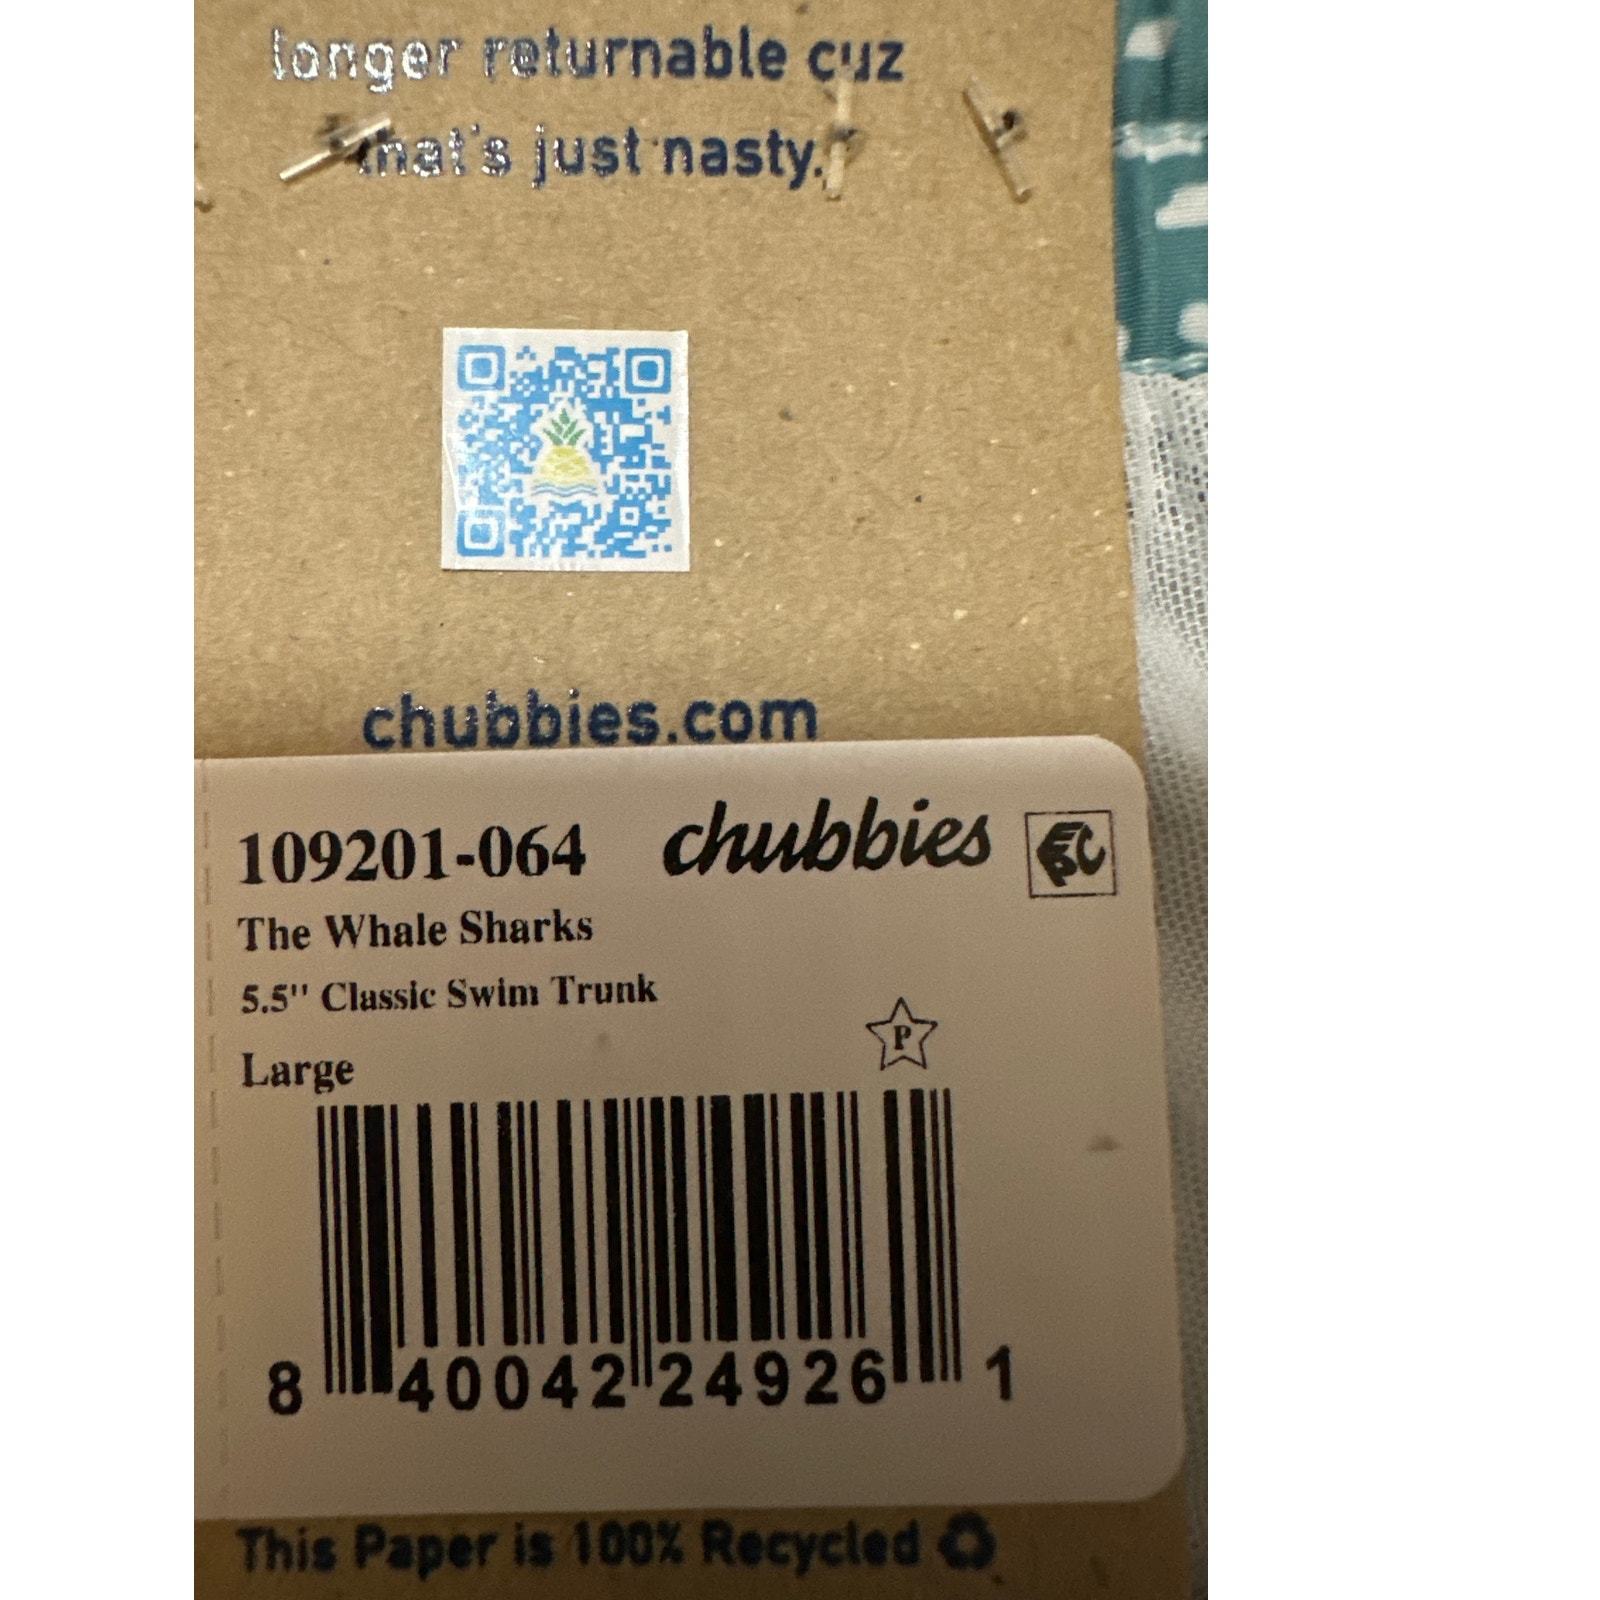 longer returnable cuz
that's just nasty.
chubbies.com
109201-064 chubbies
The Whale Sharks
5.5" Classic Swim Trunk
P
Large
8 40042 24926 1
This Paper is 100% Recycled